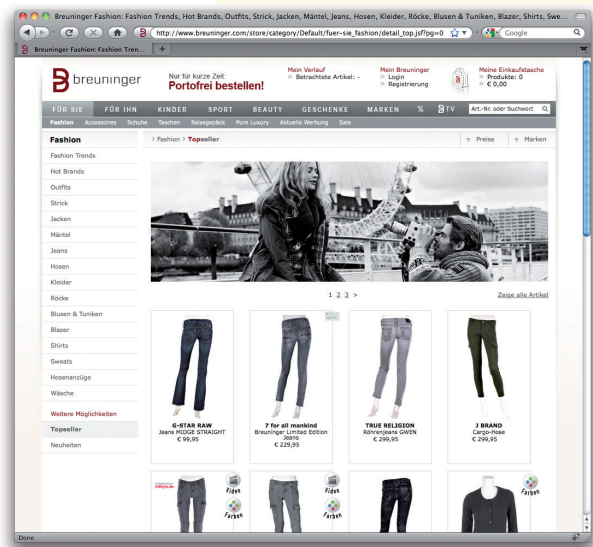 Breuninger Fashion: Fashion Trends, Hot Brands, Outfits, Strick, Jacken, Mäntel, Jeans, Hosen, Kleider, Röcke, Blusen & Tuniken, Blazer, Shirts, Swe...
http://www.breuninger.com/store/category/Default/fuer-sie_fashion/detail_top.jsf?pg=0
Google
Breuninger Fashion: Fashion Tren...
breuninger
Nur für kurze Zeit:
Portofrei bestellen!
Mein Verlauf
» Betrachtete Artikel: -
Mein Breuninger
» Login
» Registrierung
Meine Einkaufstasche
» Produkte: 0
» € 0,00
FÜR SIE FÜR IHN KINDER SPORT BEAUTY GESCHENKE MARKEN % BTV Art.-Nr. oder Suchwort
Fashion Accessoires Schuhe Taschen Reisegepäck Pure Luxury Aktuelle Werbung Sale
Fashion
Fashion Trends
Hot Brands
Outfits
Strick
Jacken
Mäntel
Jeans
Hosen
Kleider
Röcke
Blusen & Tuniken
Blazer
Shirts
Sweats
Hosenanzüge
Wäsche
Weitere Möglichkeiten
Topseller
Neuheiten
> Fashion > Topseller
Preise
Marken
1 2 3 >
Zeige alle Artikel
G-STAR RAW
Jeans MIDGE STRAIGHT
€ 99,95
7 for all mankind
Breuninger Limited Edition
Jeans
€ 229,95
TRUE RELIGION
Röhrenjeans GWEN
€ 299,95
J BRAND
Cargo-Hose
€ 299,95
InStyle.de
Video
Farben
Video
Farben
Farben
Done